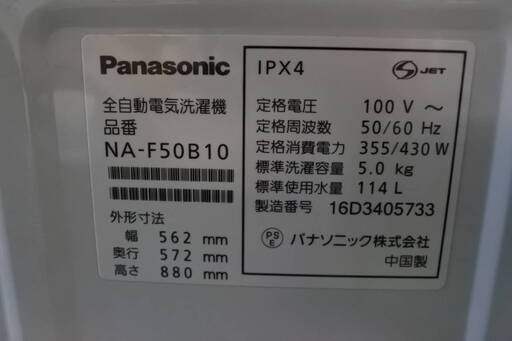 Panasonic
全自動電気洗濯機
品番
NA-F50B10
外形寸法
幅 562 mm
奥行 572 mm
高さ 880 mm
IPX4
S JET
定格電圧 100 V ～
定格周波数 50/60 Hz
定格消費電力 355/430 W
標準洗濯容量 5.0 kg
標準使用水量 114 L
製造番号 16D3405733
PS E パナソニック株式会社
中国製